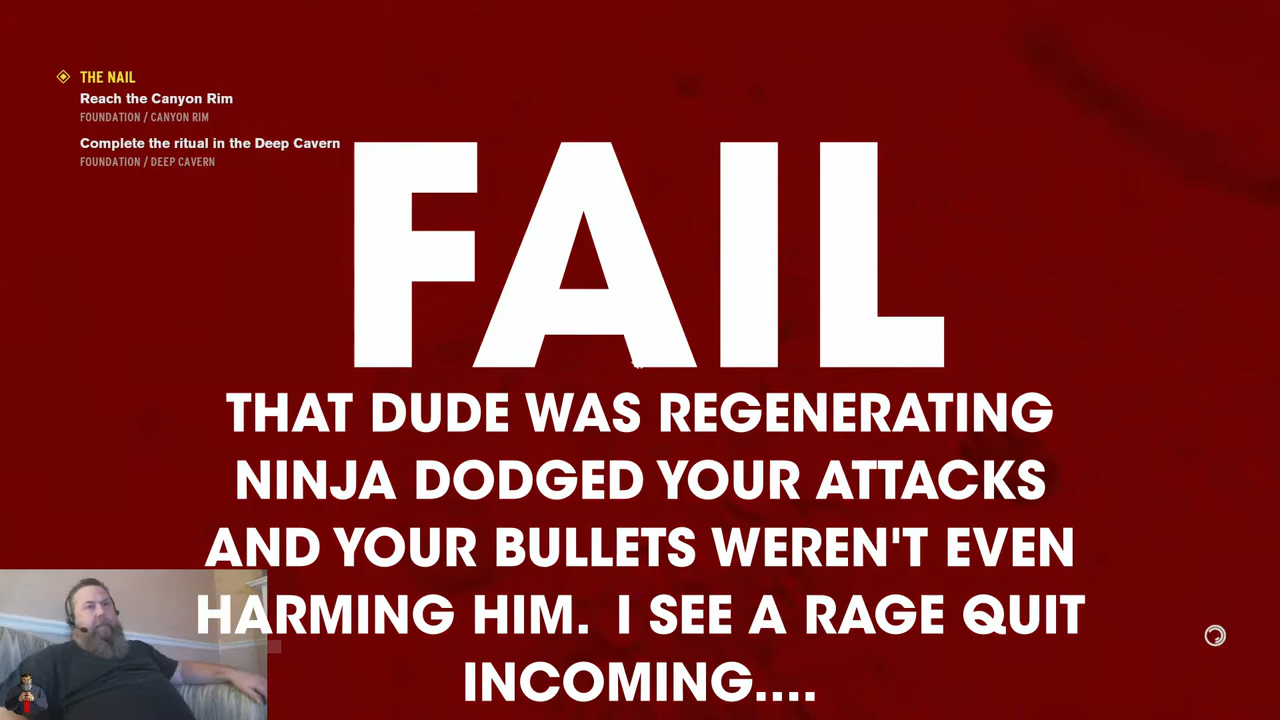 THE NAIL
Reach the Canyon Rim
FOUNDATION / CANYON RIM
Complete the ritual in the Deep Cavern
FOUNDATION / DEEP CAVERN
FAIL
THAT DUDE WAS REGENERATING
NINJA DODGED YOUR ATTACKS
AND YOUR BULLETS WEREN'T EVEN
HARMING HIM. I SEE A RAGE QUIT
INCOMING....